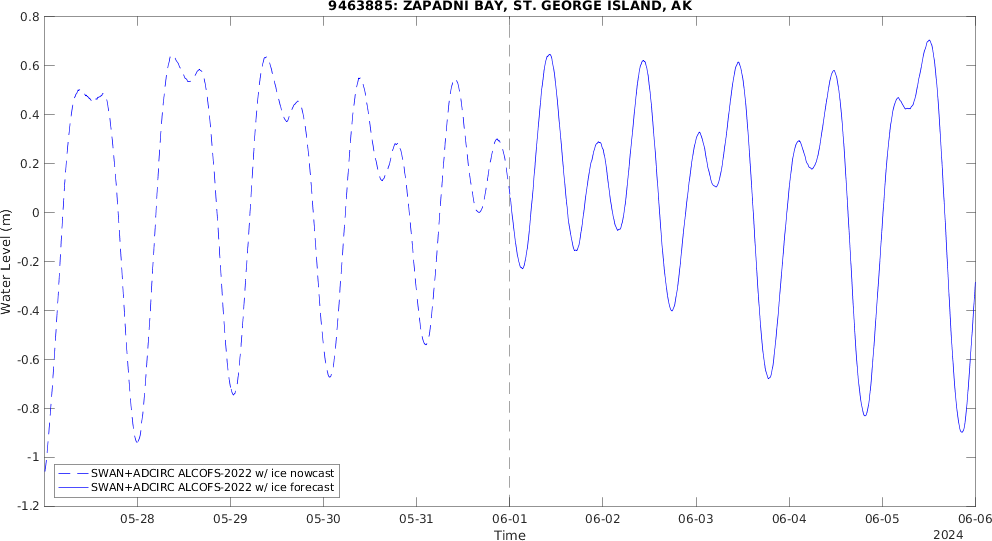 9463885: ZAPADNI BAY, ST. GEORGE ISLAND, AK
0.8
0.6
0.4
0.2
0
-0.2
-0.4
-0.6
-0.8
-1
-1.2
Water Level (m)
SWAN+ADCIRC ALCOFS-2022 w/ ice nowcast
SWAN+ADCIRC ALCOFS-2022 w/ ice forecast
05-28 05-29 05-30 05-31 06-01 06-02 06-03 06-04 06-05 06-06
Time
2024